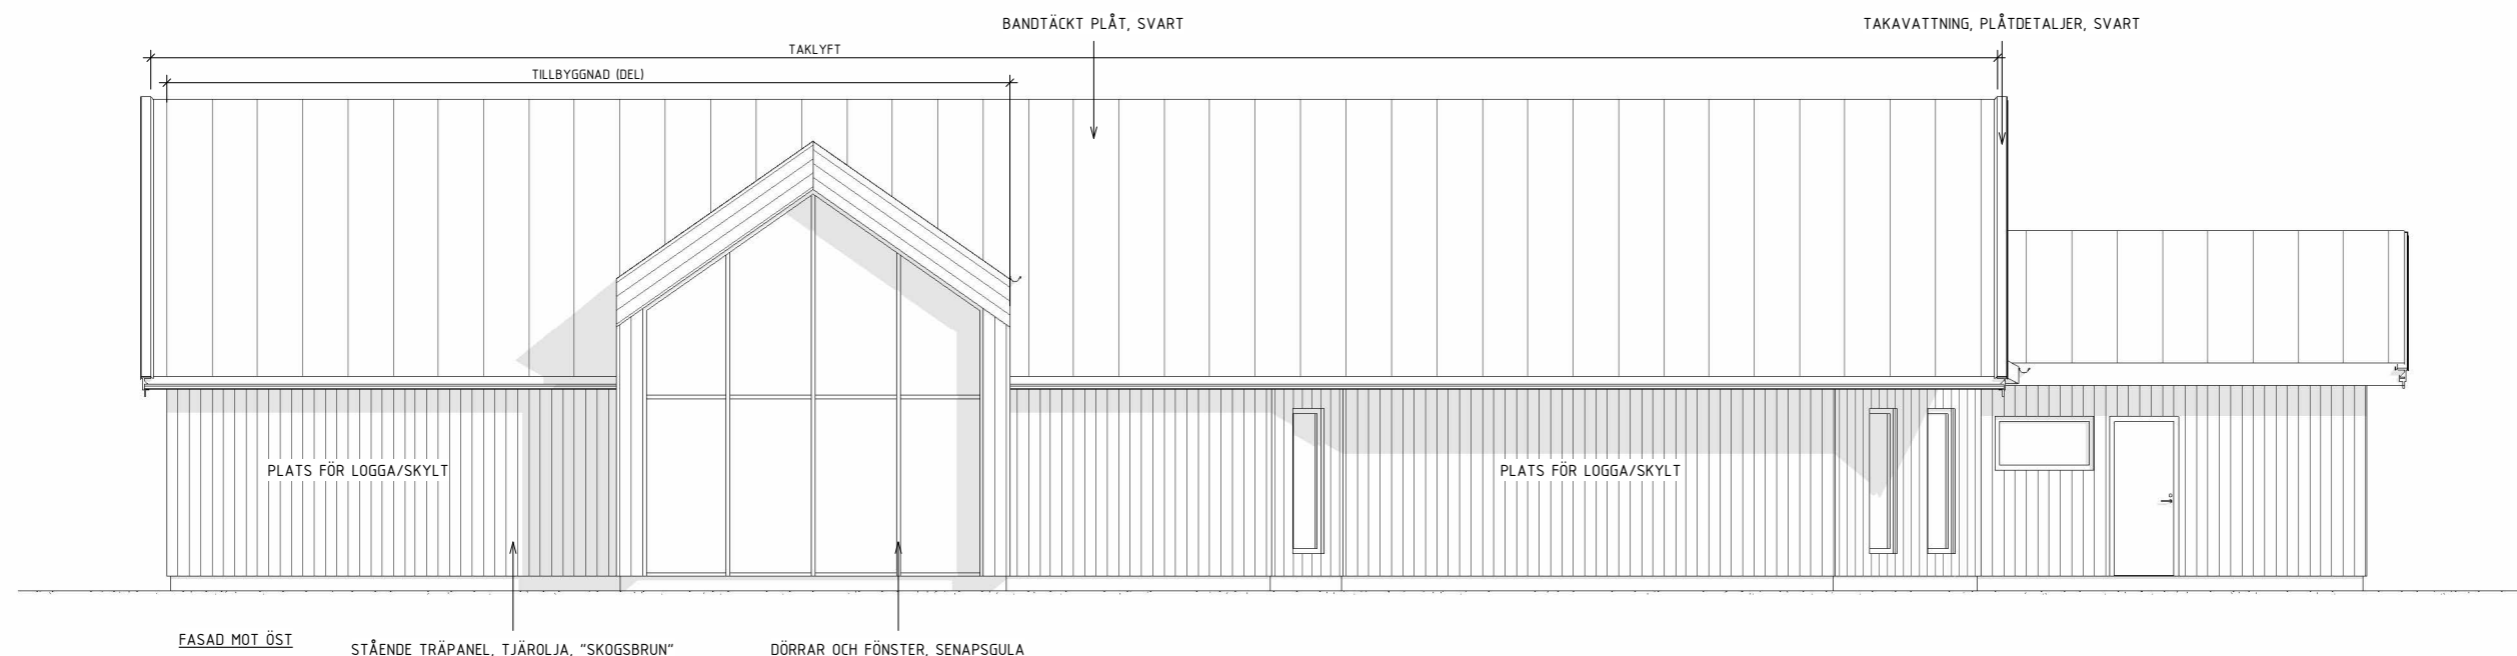 BANDTÄCKT PLÅT, SVART
TAKAVATTNING, PLÅTDETALJER, SVART
TAKLYFT
TILLBYGGNAD (DEL)
PLATS FÖR LOGGA/SKYLT
PLATS FÖR LOGGA/SKYLT
FASAD MOT ÖST
STÅENDE TRÄPANEL, TJÄROLJA, "SKOGSBRUN"
DÖRRAR OCH FÖNSTER, SENAPSGULA